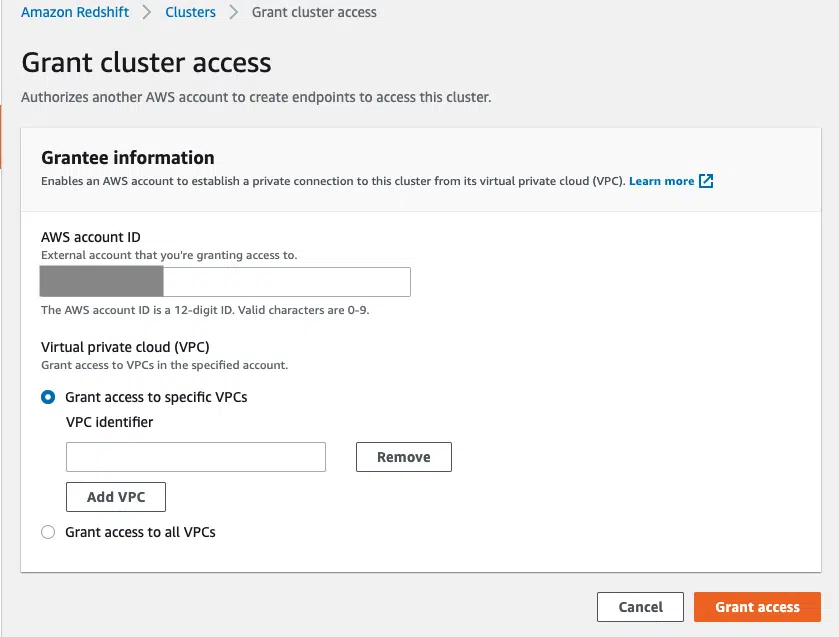 Amazon Redshift > Clusters > Grant cluster access
Grant cluster access
Authorizes another AWS account to create endpoints to access this cluster.
Grantee information
Enables an AWS account to establish a private connection to this cluster from its virtual private cloud (VPC). Learn more
AWS account ID
External account that you're granting access to.
The AWS account ID is a 12-digit ID. Valid characters are 0-9.
Virtual private cloud (VPC)
Grant access to VPCs in the specified account.
Grant access to specific VPCs
VPC identifier
Remove
Add VPC
Grant access to all VPCs
Cancel Grant access